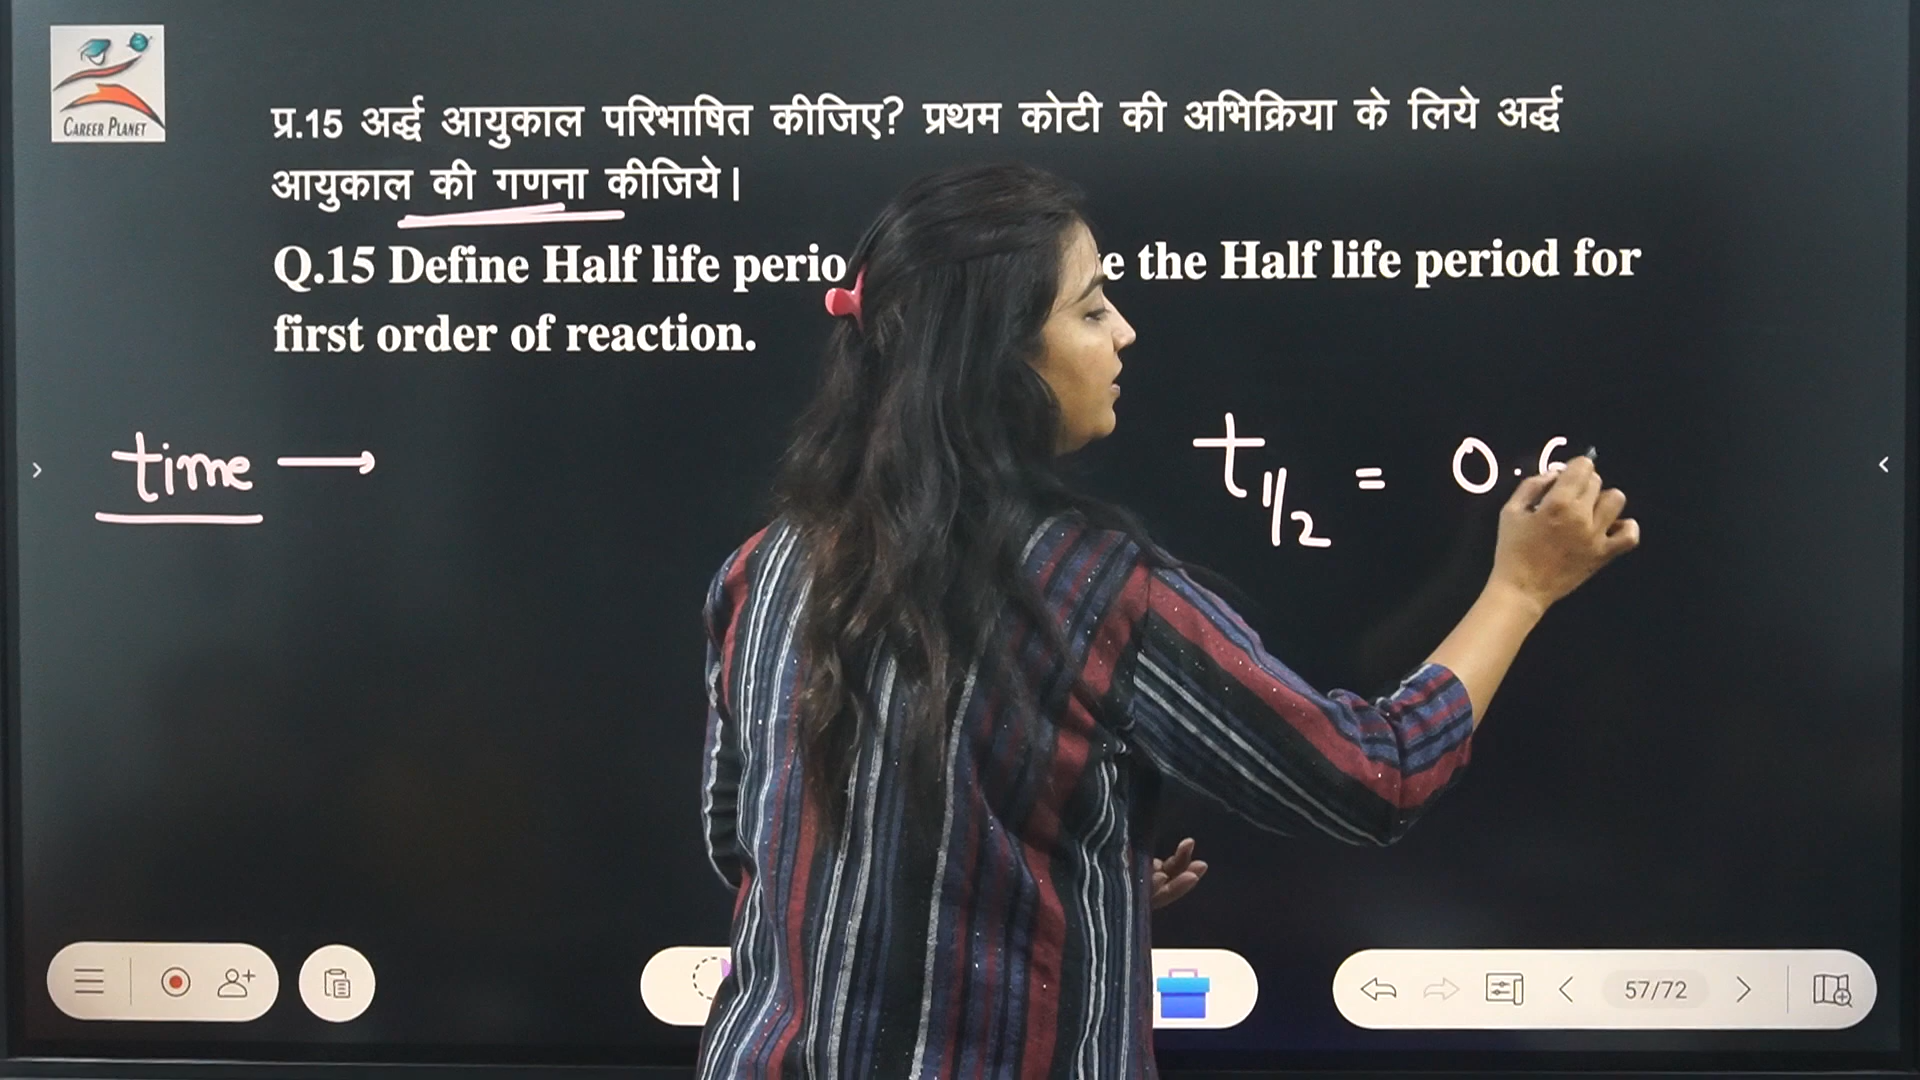 CAREER PLANET
प्र.15 अर्द्ध आयुकाल परिभाषित कीजिए? प्रथम कोटी की अभिक्रिया के लिये अर्द्ध
आयुकाल की गणना कीजिये।
Q.15 Define Half life the Half life period for
first order of reaction.
time →
t1/2 = 0.6
57/72